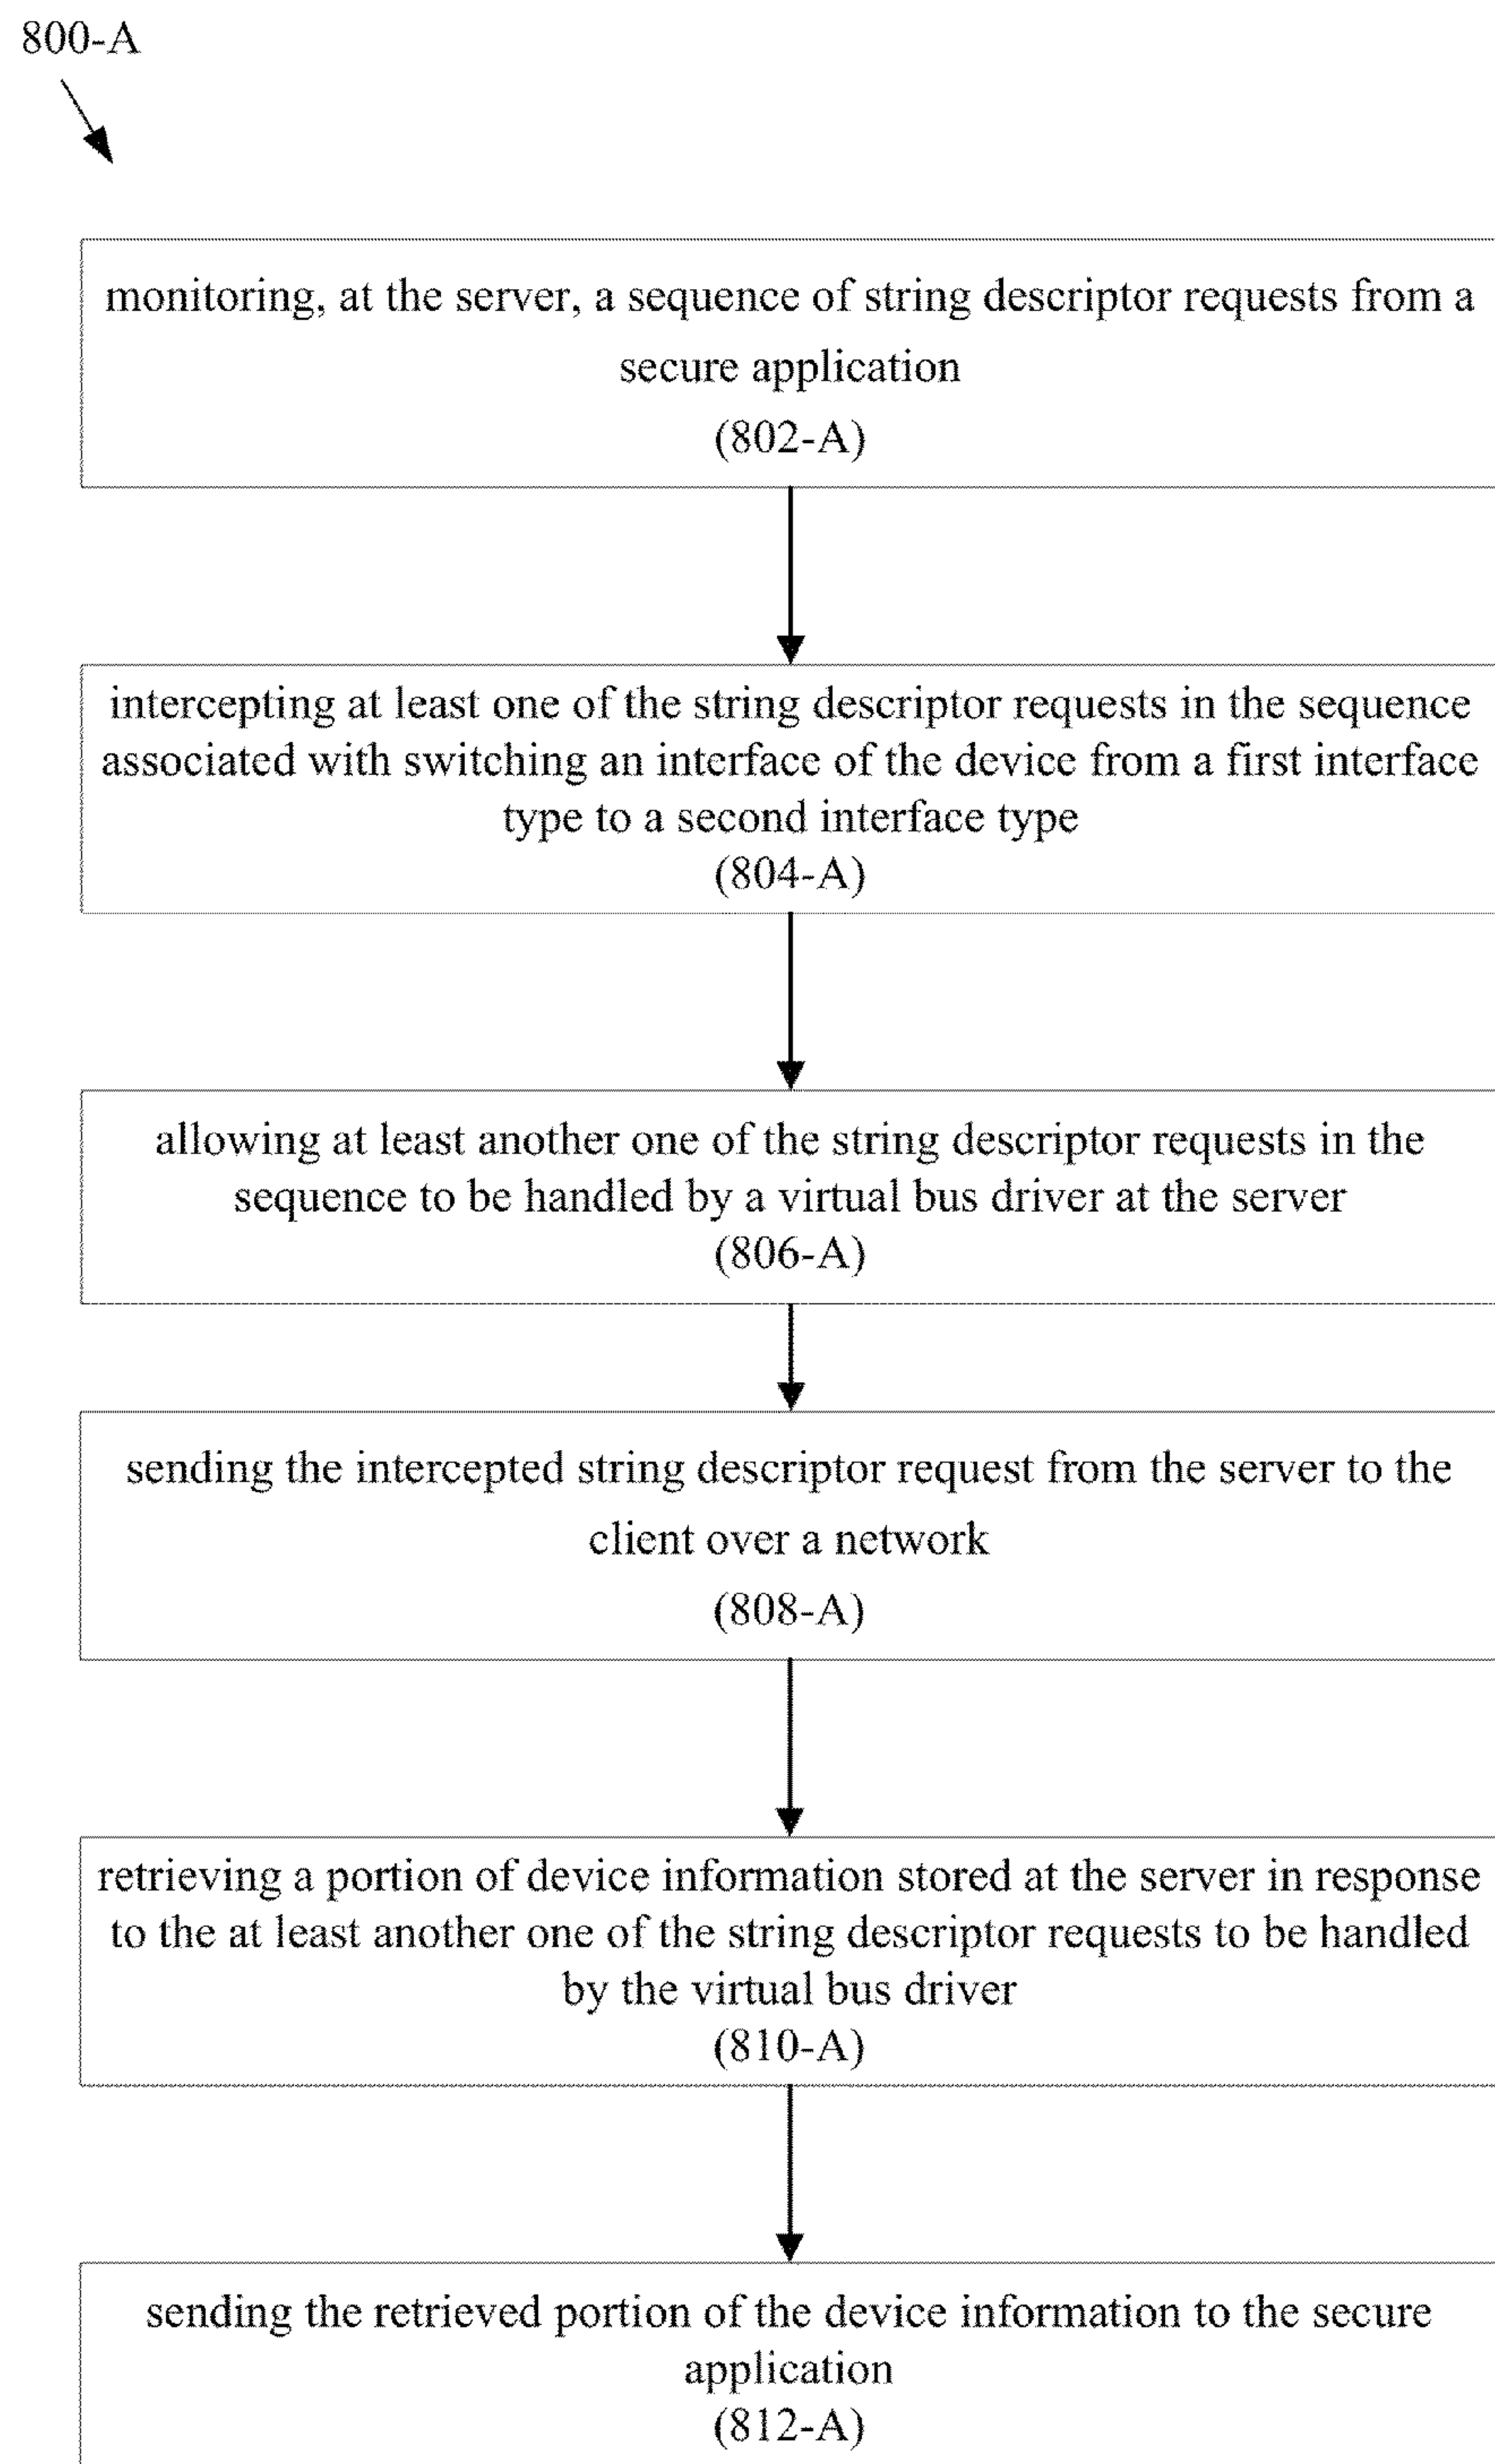 800-A
monitoring, at the server, a sequence of string descriptor requests from a
secure application
(802-A)
intercepting at least one of the string descriptor requests in the sequence
associated with switching an interface of the device from a first interface
type to a second interface type
(804-A)
allowing at least another one of the string descriptor requests in the
sequence to be handled by a virtual bus driver at the server
(806-A)
sending the intercepted string descriptor request from the server to the
client over a network
(808-A)
retrieving a portion of device information stored at the server in response
to the at least another one of the string descriptor requests to be handled
by the virtual bus driver
(810-A)
sending the retrieved portion of the device information to the secure
application
(812-A)